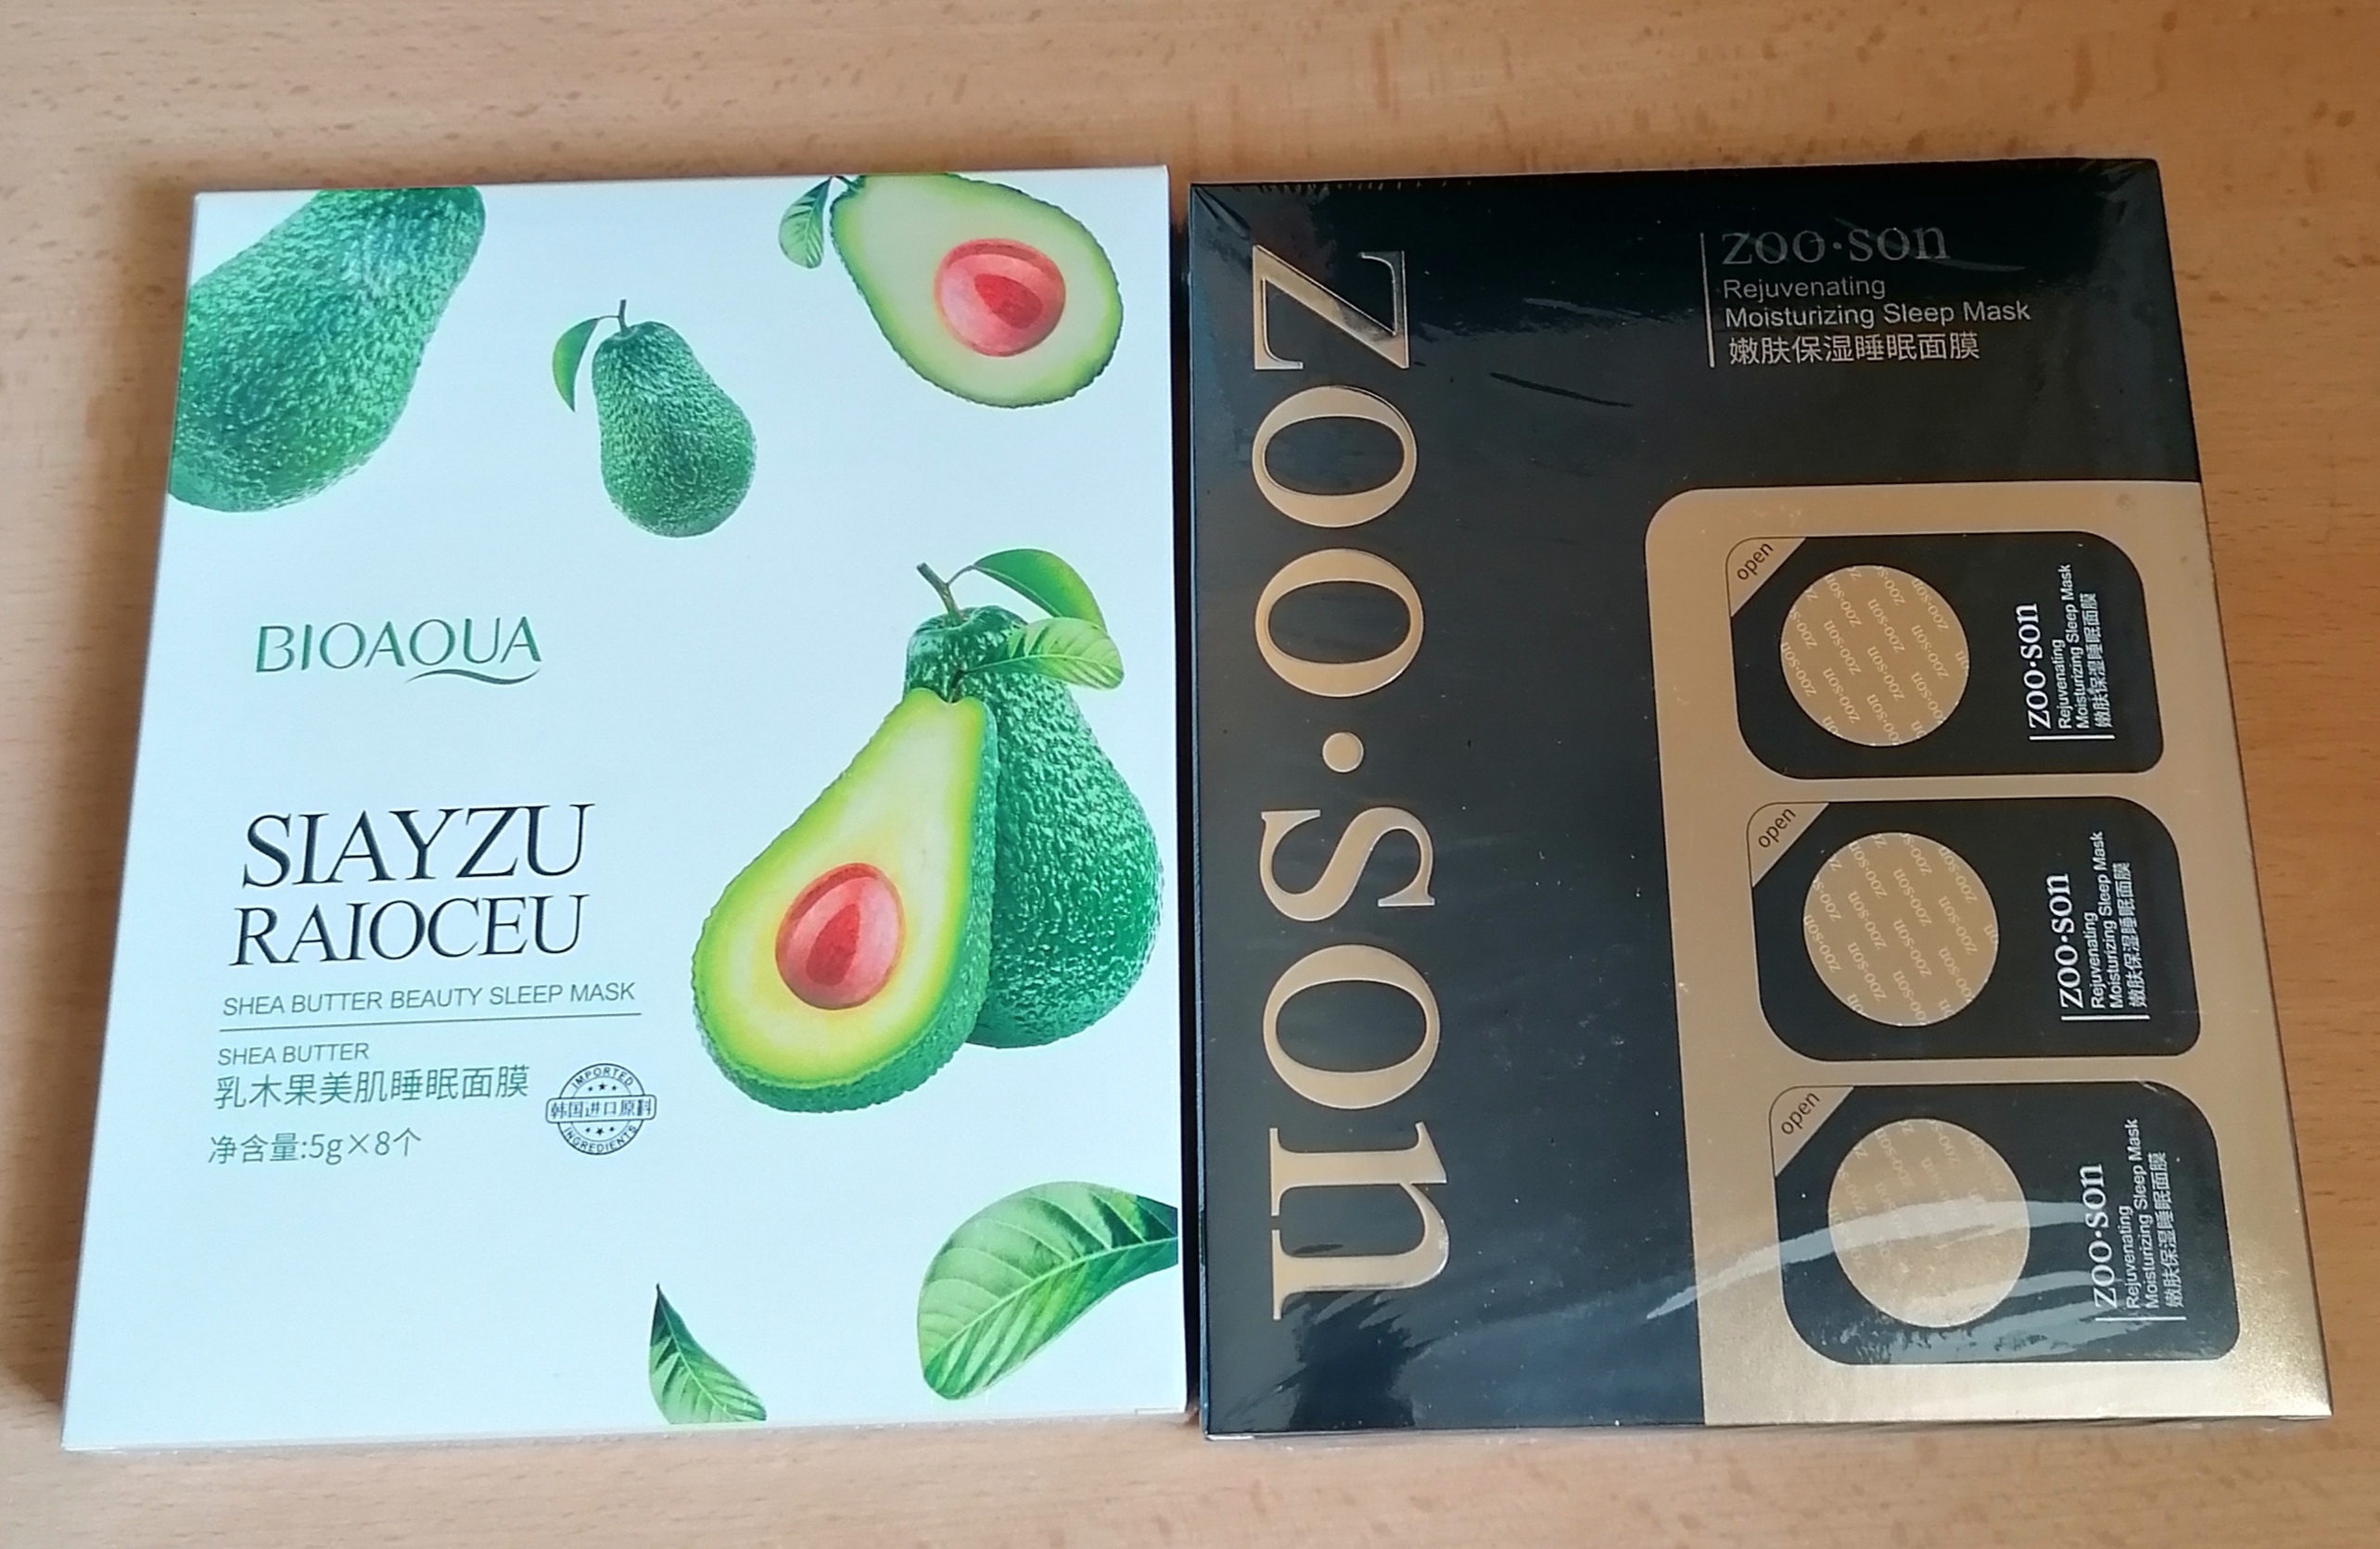 BIOAQUA
SIAYZU
RAIOCEU
SHEA BUTTER BEAUTY SLEEP MASK
SHEA BUTTER
乳木果美肌睡眠面膜
净含量:5g×8个
IMPORTED
韩国进口原料
INGREDIENTS
zoo·son
zoo·son
Rejuvenating
Moisturizing Sleep Mask
嫩肤保湿睡眠面膜
open
zoo·son
Rejuvenating
Moisturizing Sleep Mask
嫩肤保湿睡眠面膜
open
zoo·son
Rejuvenating
Moisturizing Sleep Mask
嫩肤保湿睡眠面膜
open
zoo·son
Rejuvenating
Moisturizing Sleep Mask
嫩肤保湿睡眠面膜